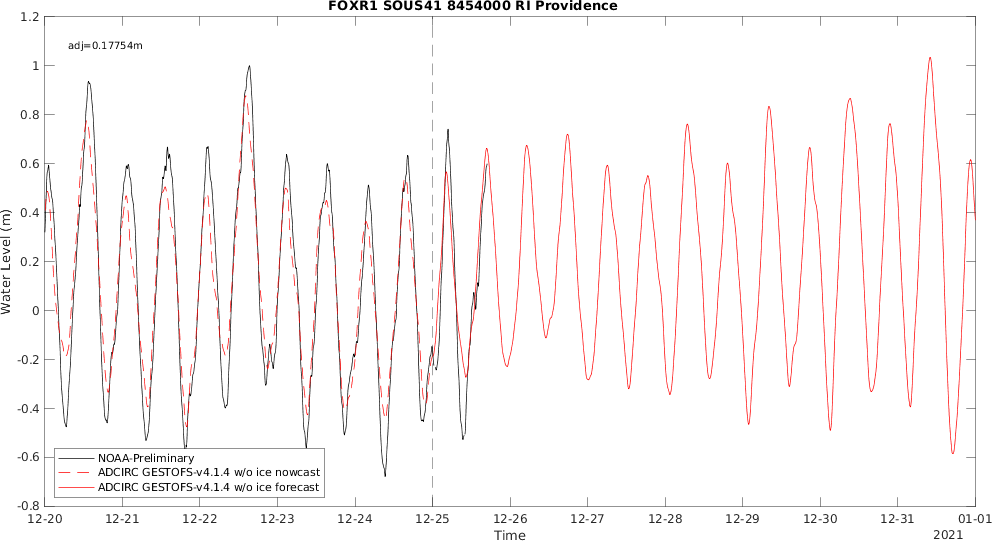 FOXR1 SOUS41 8454000 RI Providence
adj=0.17754m
Water Level (m)
1.2
1
0.8
0.6
0.4
0.2
0
-0.2
-0.4
-0.6
-0.8
NOAA-Preliminary
ADCIRC GESTOFS-v4.1.4 w/o ice nowcast
ADCIRC GESTOFS-v4.1.4 w/o ice forecast
12-20 12-21 12-22 12-23 12-24 12-25 12-26 12-27 12-28 12-29 12-30 12-31 01-01
Time
2021